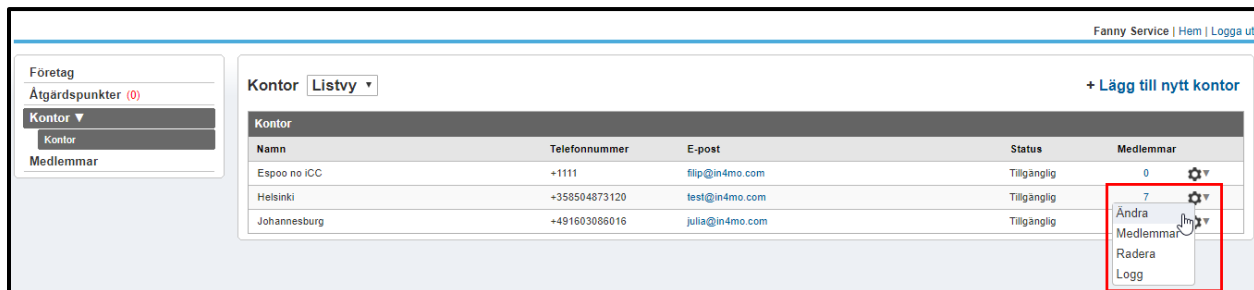 Fanny Service | Hem | Logga ut
Företag
Åtgärdspunkter (0)
Kontor ▼
Kontor
Medlemmar
Kontor Listvy ▼
+ Lägg till nytt kontor
Kontor
Namn Telefonnummer E-post Status Medlemmar
Espoo no iCC +1111 filip@in4mo.com Tillgänglig 0
Helsinki +358504873120 test@in4mo.com Tillgänglig 7
Johannesburg +491603086016 julia@in4mo.com Tillgänglig
Ändra
Medlemmar
Radera
Logg